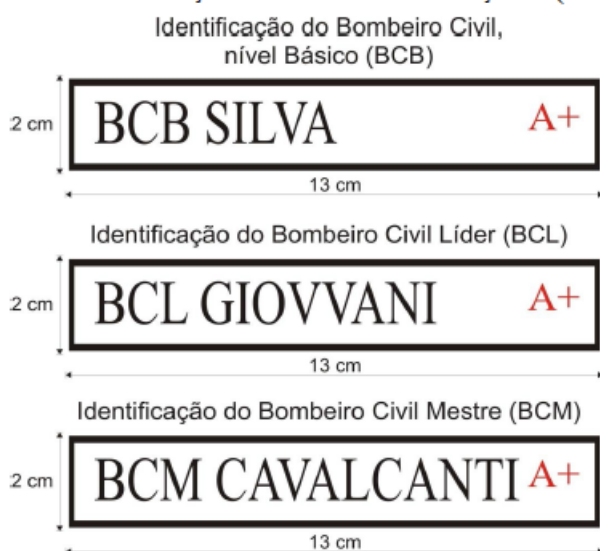 Identificação do Bombeiro Civil,
nível Básico (BCB)
2 cm
BCB SILVA A+
13 cm
Identificação do Bombeiro Civil Líder (BCL)
2 cm
BCL GIOVVANI A+
13 cm
Identificação do Bombeiro Civil Mestre (BCM)
2 cm
BCM CAVALCANTI A+
13 cm